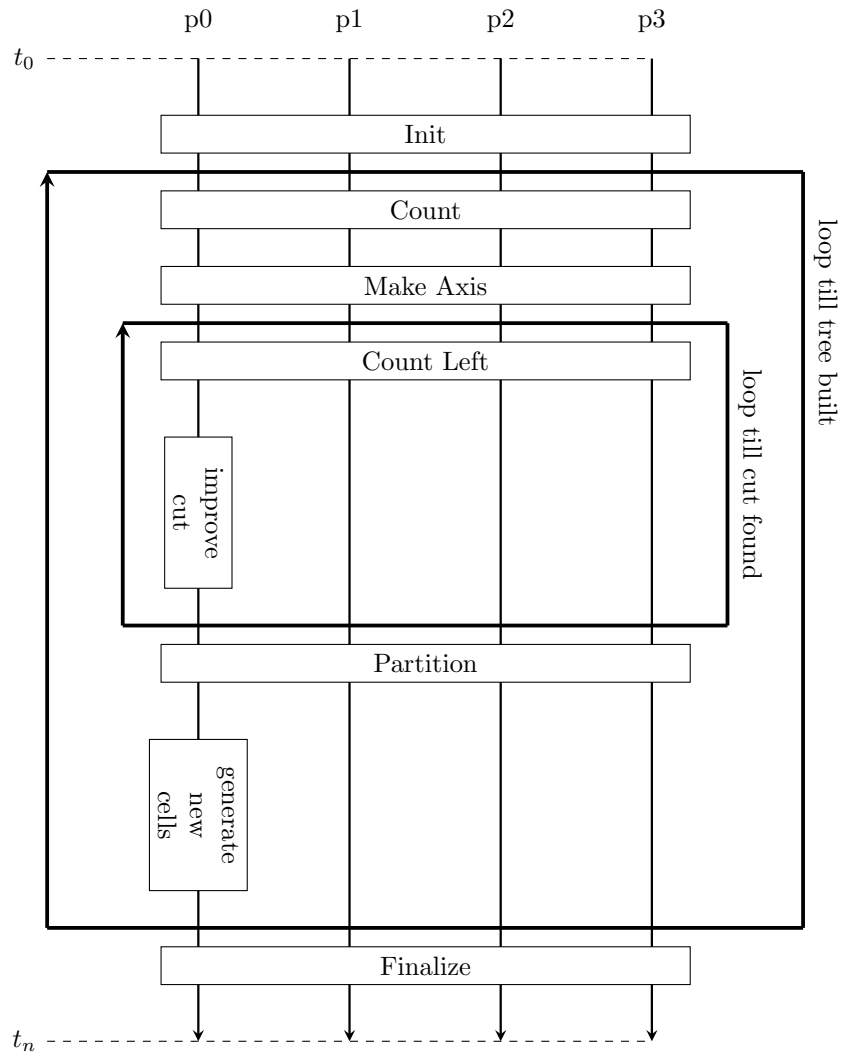 p0 p1 p2 p3
t₀
Init
Count
loop till tree built
Make Axis
Count Left
loop till cut found
improve
cut
Partition
generate
new
cells
Finalize
tₙ